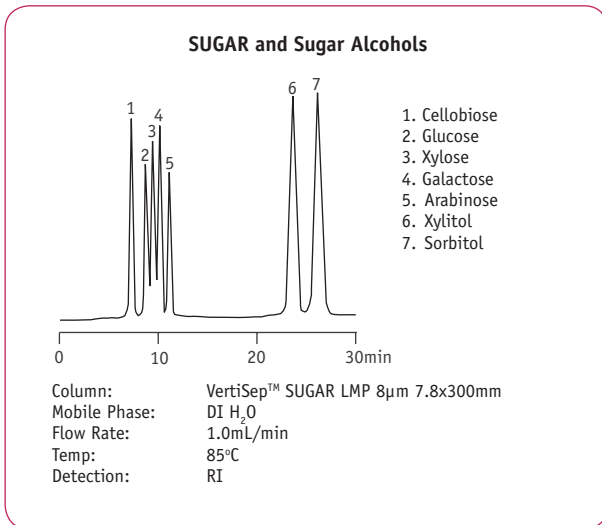 SUGAR and Sugar Alcohols
1
2
3
4
5
6
7
1. Cellobiose
2. Glucose
3. Xylose
4. Galactose
5. Arabinose
6. Xylitol
7. Sorbitol
0 10 20 30min
Column: VertiSep™ SUGAR LMP 8µm 7.8x300mm
Mobile Phase: DI H₂O
Flow Rate: 1.0mL/min
Temp: 85°C
Detection: RI